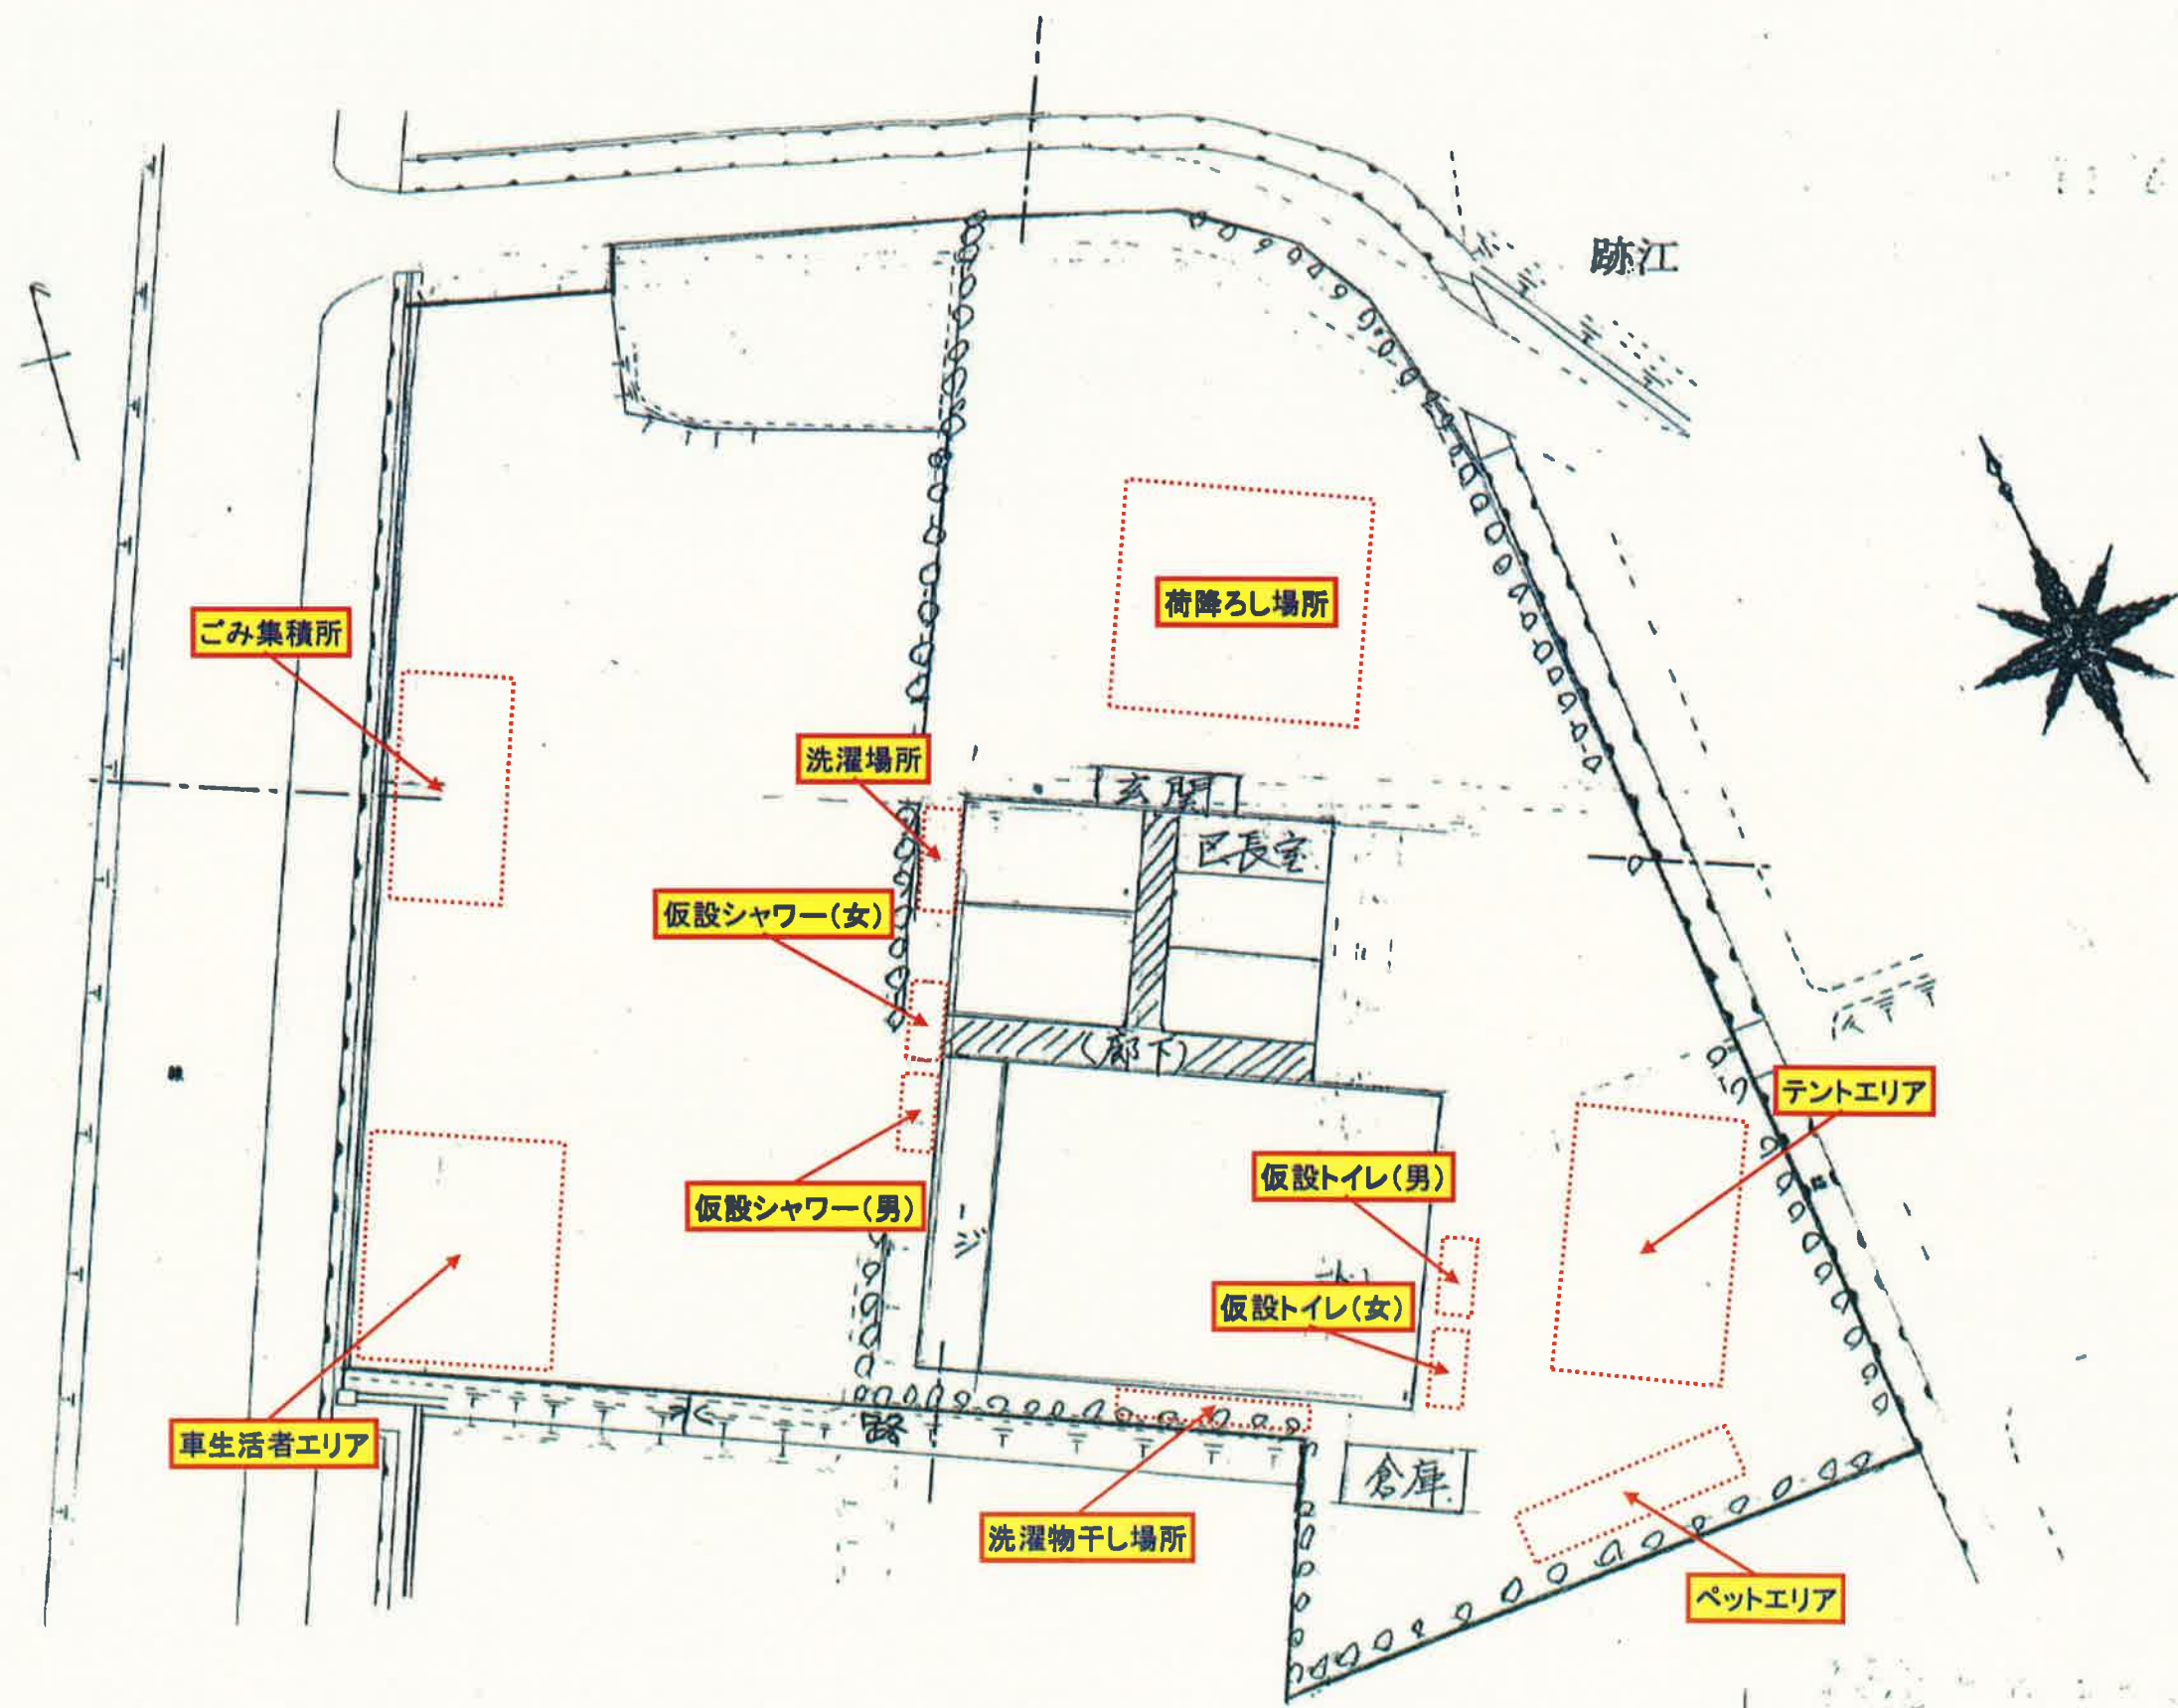 跡江
荷降ろし場所
ごみ集積所
洗濯場所
玄関
区長室
仮設シャワー(女)
(廊下)
テントエリア
仮設トイレ(男)
仮設シャワー(男)
仮設トイレ(女)
路
車生活者エリア
倉庫
洗濯物干し場所
ペットエリア